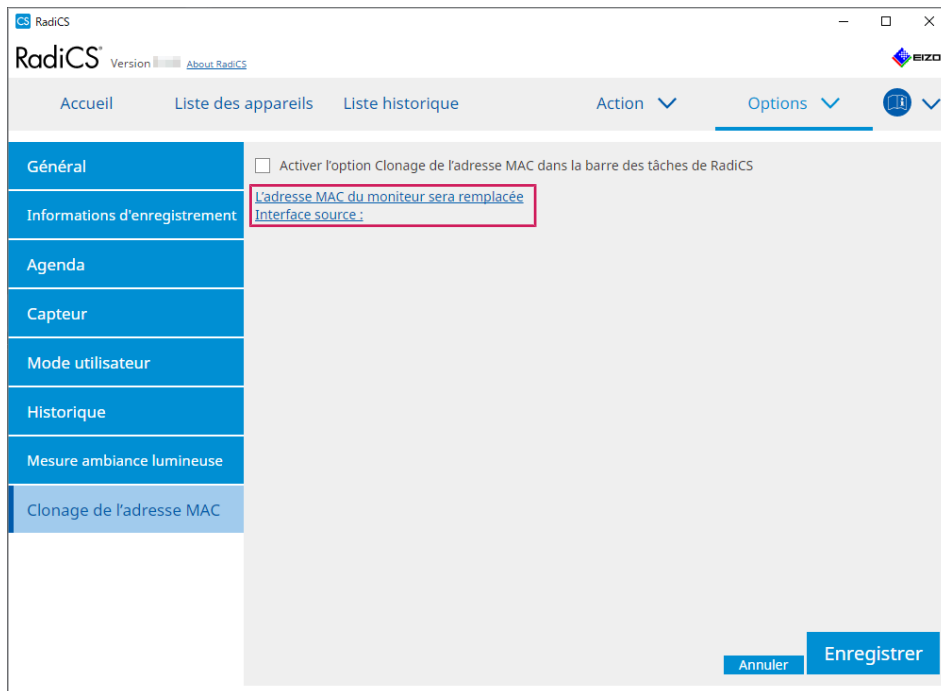 CS RadiCS
RadiCS Version About RadiCS
EIZO
Accueil Liste des appareils Liste historique Action Options
Général
Informations d'enregistrement
Agenda
Capteur
Mode utilisateur
Historique
Mesure ambiance lumineuse
Clonage de l'adresse MAC
Activer l'option Clonage de l'adresse MAC dans la barre des tâches de RadiCS
L'adresse MAC du moniteur sera remplacée
Interface source :
Annuler Enregistrer